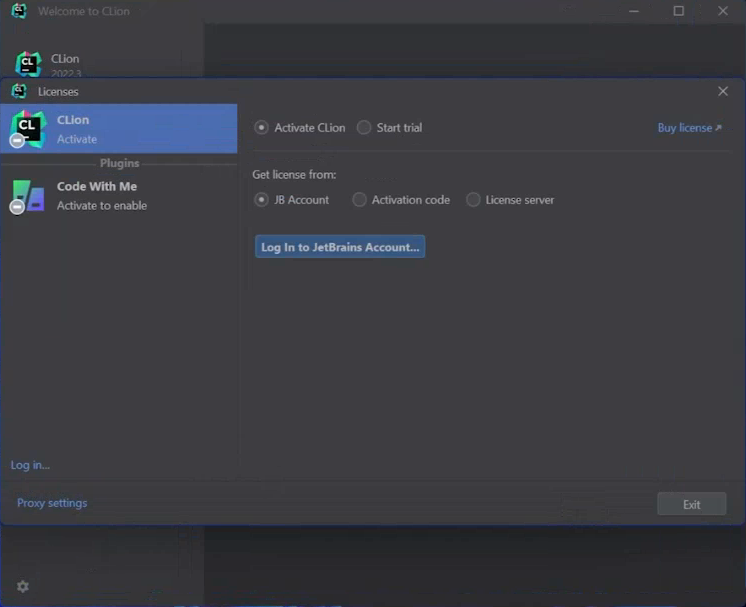 Welcome to CLion
CL
CLion
2022.3
Licenses
CL
CLion
Activate
Plugins
Code With Me
Activate to enable
Activate CLion
Start trial
Buy license
Get license from:
JB Account
Activation code
License server
Log In to JetBrains Account...
Log in...
Proxy settings
Exit